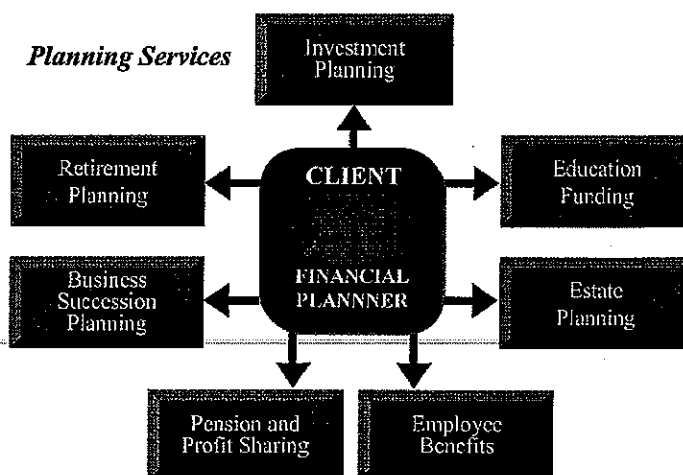 Planning Services
Investment
Planning
Retirement
Planning
CLIENT
FINANCIAL
PLANNNER
Education
Funding
Business
Succession
Planning
Estate
Planning
Pension and
Profit Sharing
Employee
Benefits